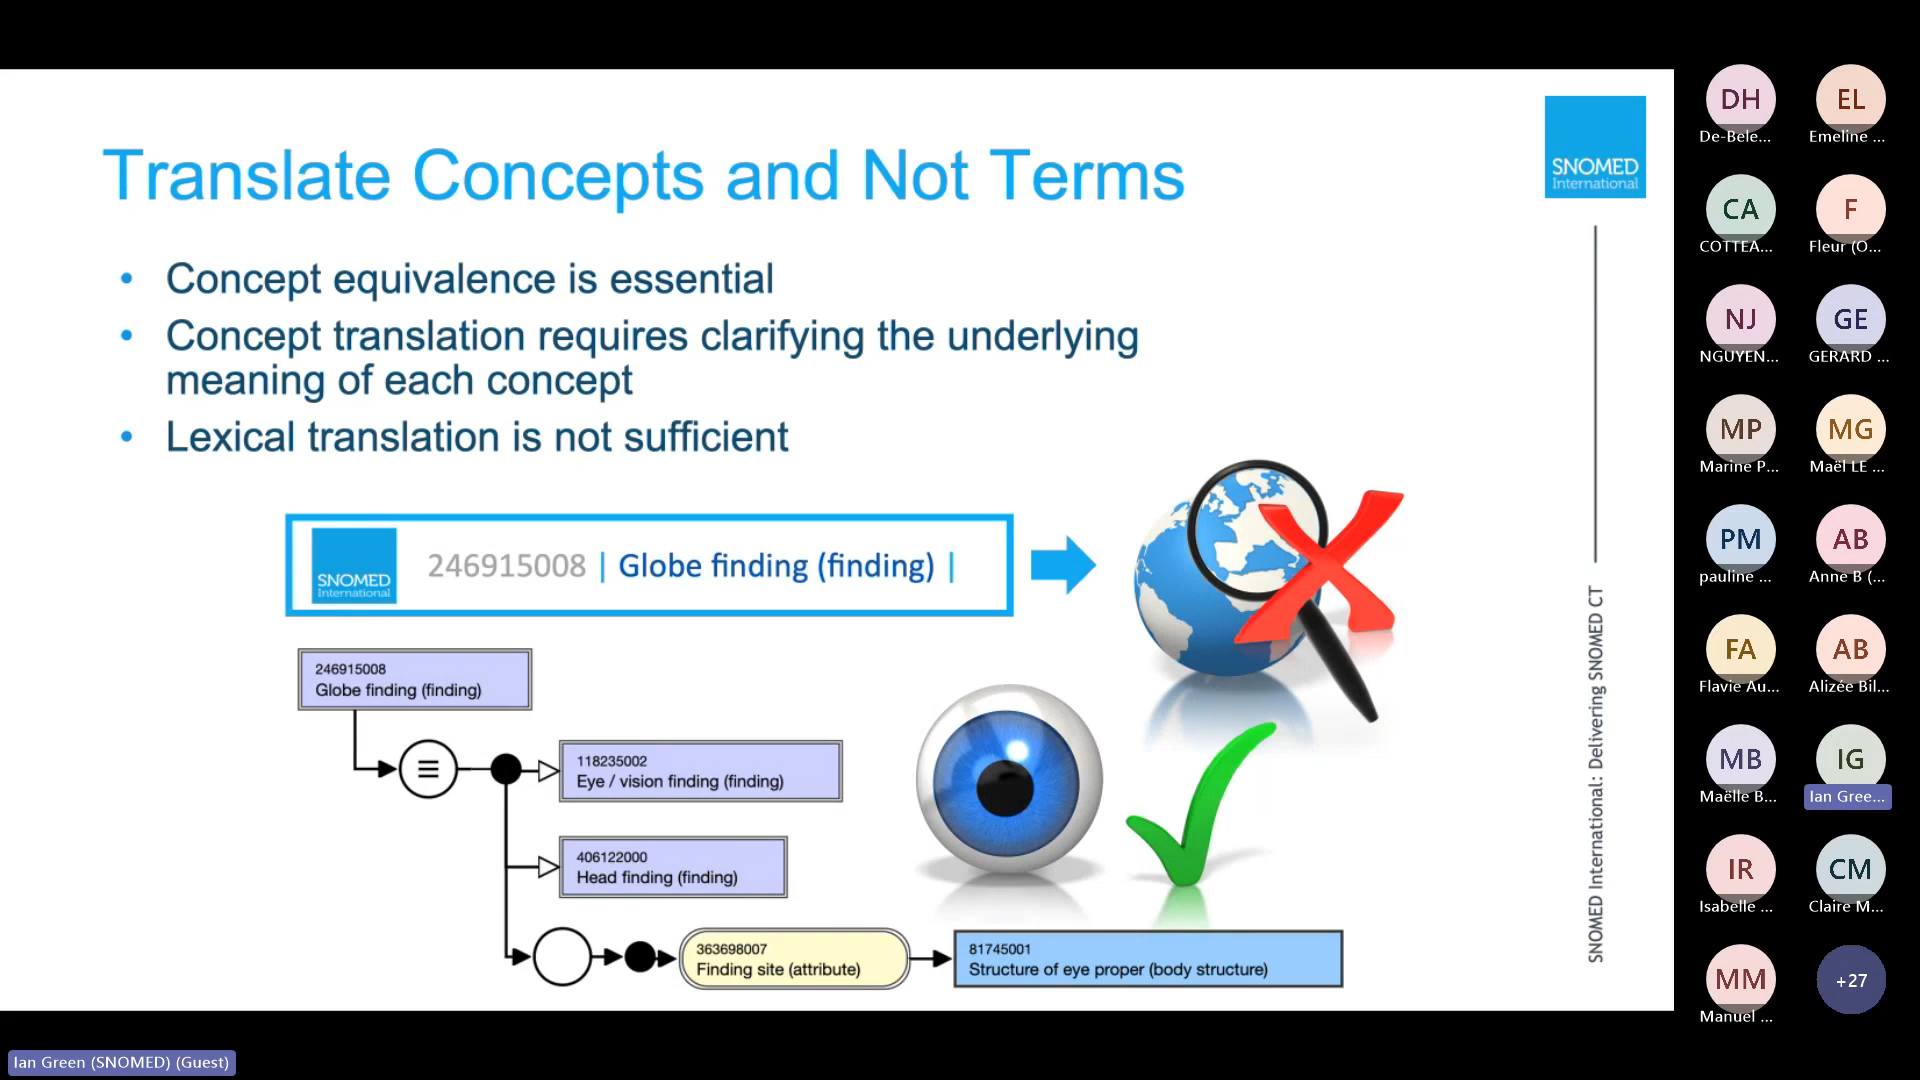 Translate Concepts and Not Terms
SNOMED
International
• Concept equivalence is essential
• Concept translation requires clarifying the underlying
meaning of each concept
• Lexical translation is not sufficient
SNOMED
International
246915008 | Globe finding (finding) |
246915008
Globe finding (finding)
118235002
Eye / vision finding (finding)
406122000
Head finding (finding)
363698007
Finding site (attribute)
81745001
Structure of eye proper (body structure)
SNOMED International: Delivering SNOMED CT
DH
De-Bele...
EL
Emeline ...
CA
COTTEA...
F
Fleur (O...
NJ
NGUYEN...
GE
GERARD ...
MP
Marine P...
MG
Maël LE ...
PM
pauline ...
AB
Anne B (...
FA
Flavie Au...
AB
Alizée Bil...
MB
Maëlle B...
IG
Ian Gree...
IR
Isabelle ...
CM
Claire M...
MM
Manuel ...
+27
Ian Green (SNOMED) (Guest)